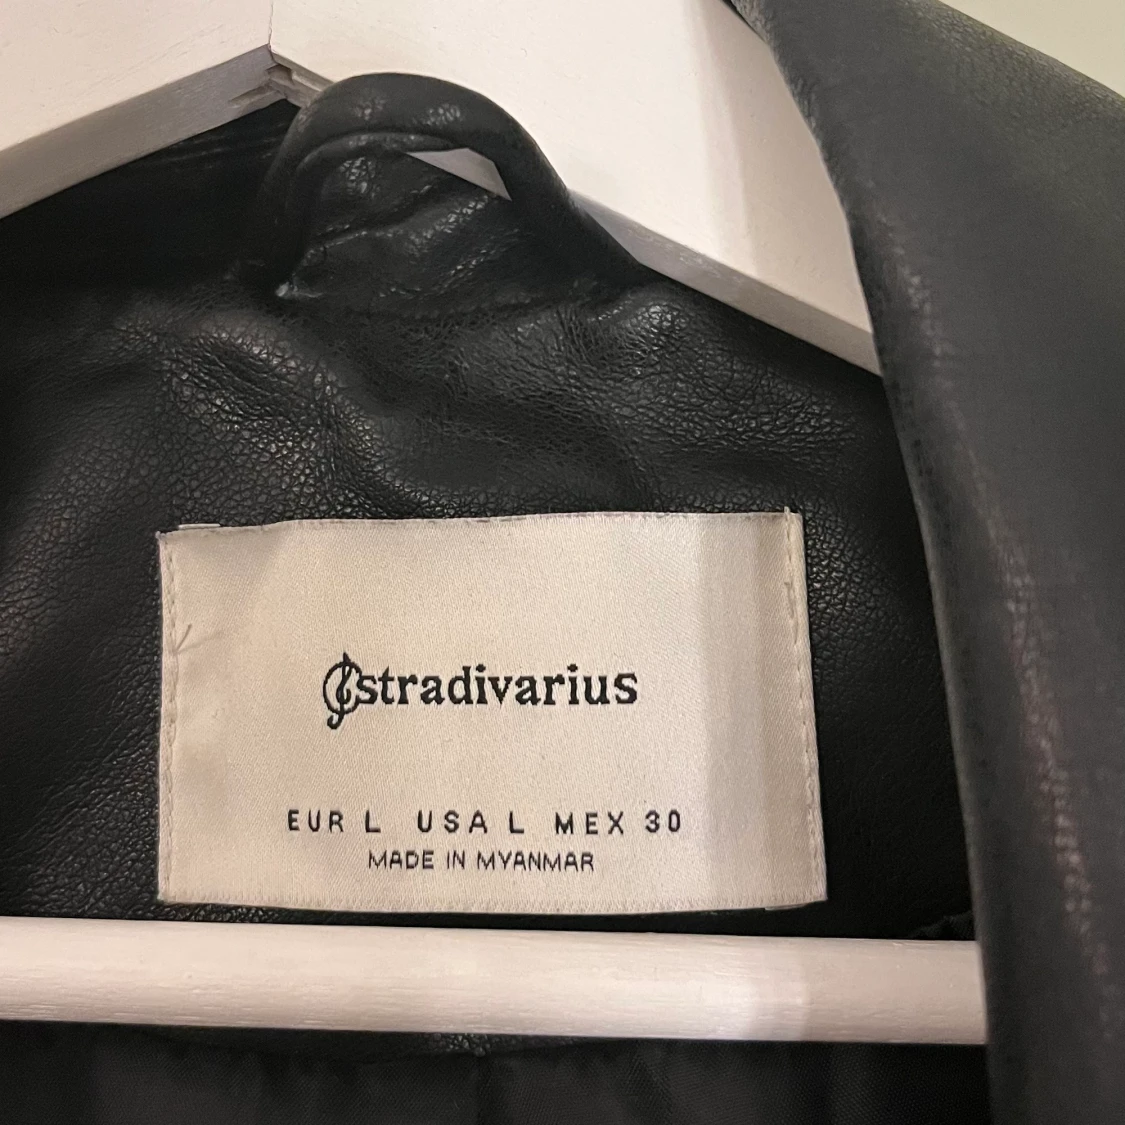 stradivarius
EUR L USA L MEX 30
MADE IN MYANMAR